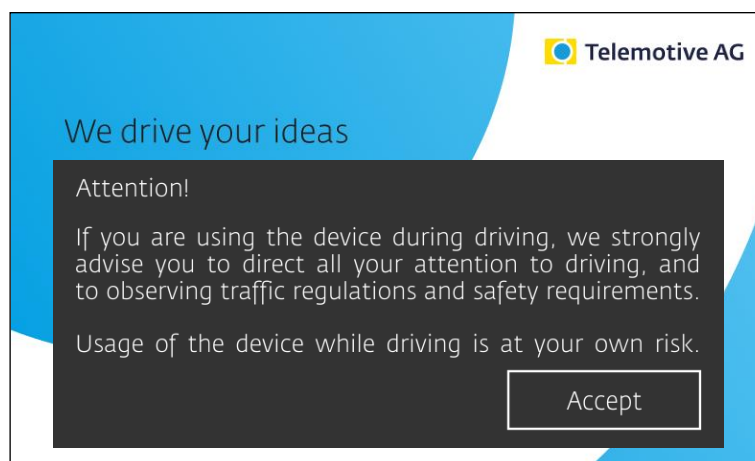 Telemotive AG
We drive your ideas
Attention!
If you are using the device during driving, we strongly
advise you to direct all your attention to driving, and
to observing traffic regulations and safety requirements.
Usage of the device while driving is at your own risk.
Accept